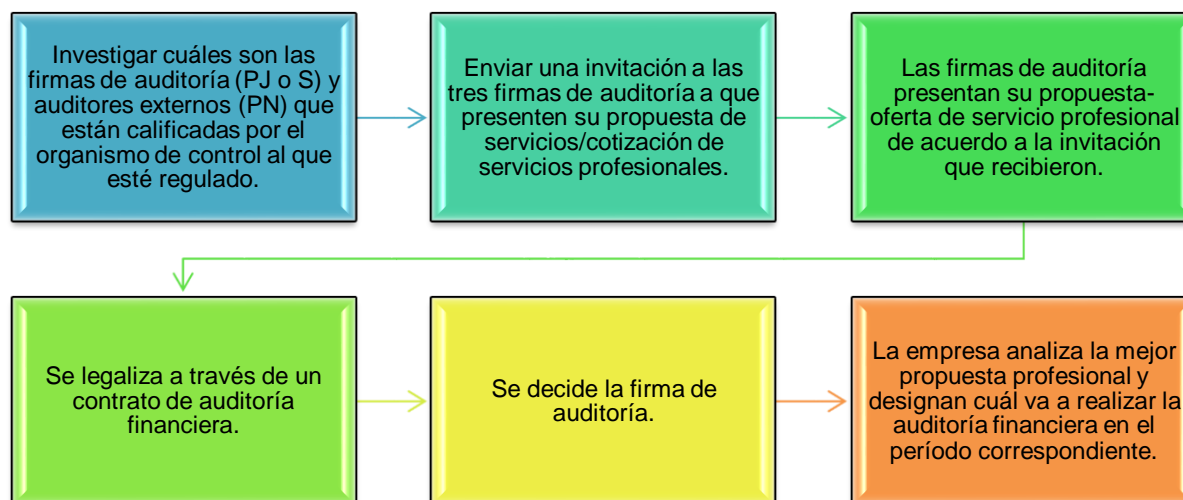 Investigar cuáles son las
firmas de auditoría (PJ o S) y
auditores externos (PN) que
están calificadas por el
organismo de control al que
esté regulado.
Enviar una invitación a las
tres firmas de auditoría a que
presenten su propuesta de
servicios/cotización de
servicios profesionales.
Las firmas de auditoría
presentan su propuesta-
oferta de servicio profesional
de acuerdo a la invitación
que recibieron.
Se legaliza a través de un
contrato de auditoría
financiera.
Se decide la firma de
auditoría.
La empresa analiza la mejor
propuesta profesional y
designan cuál va a realizar la
auditoría financiera en el
período correspondiente.